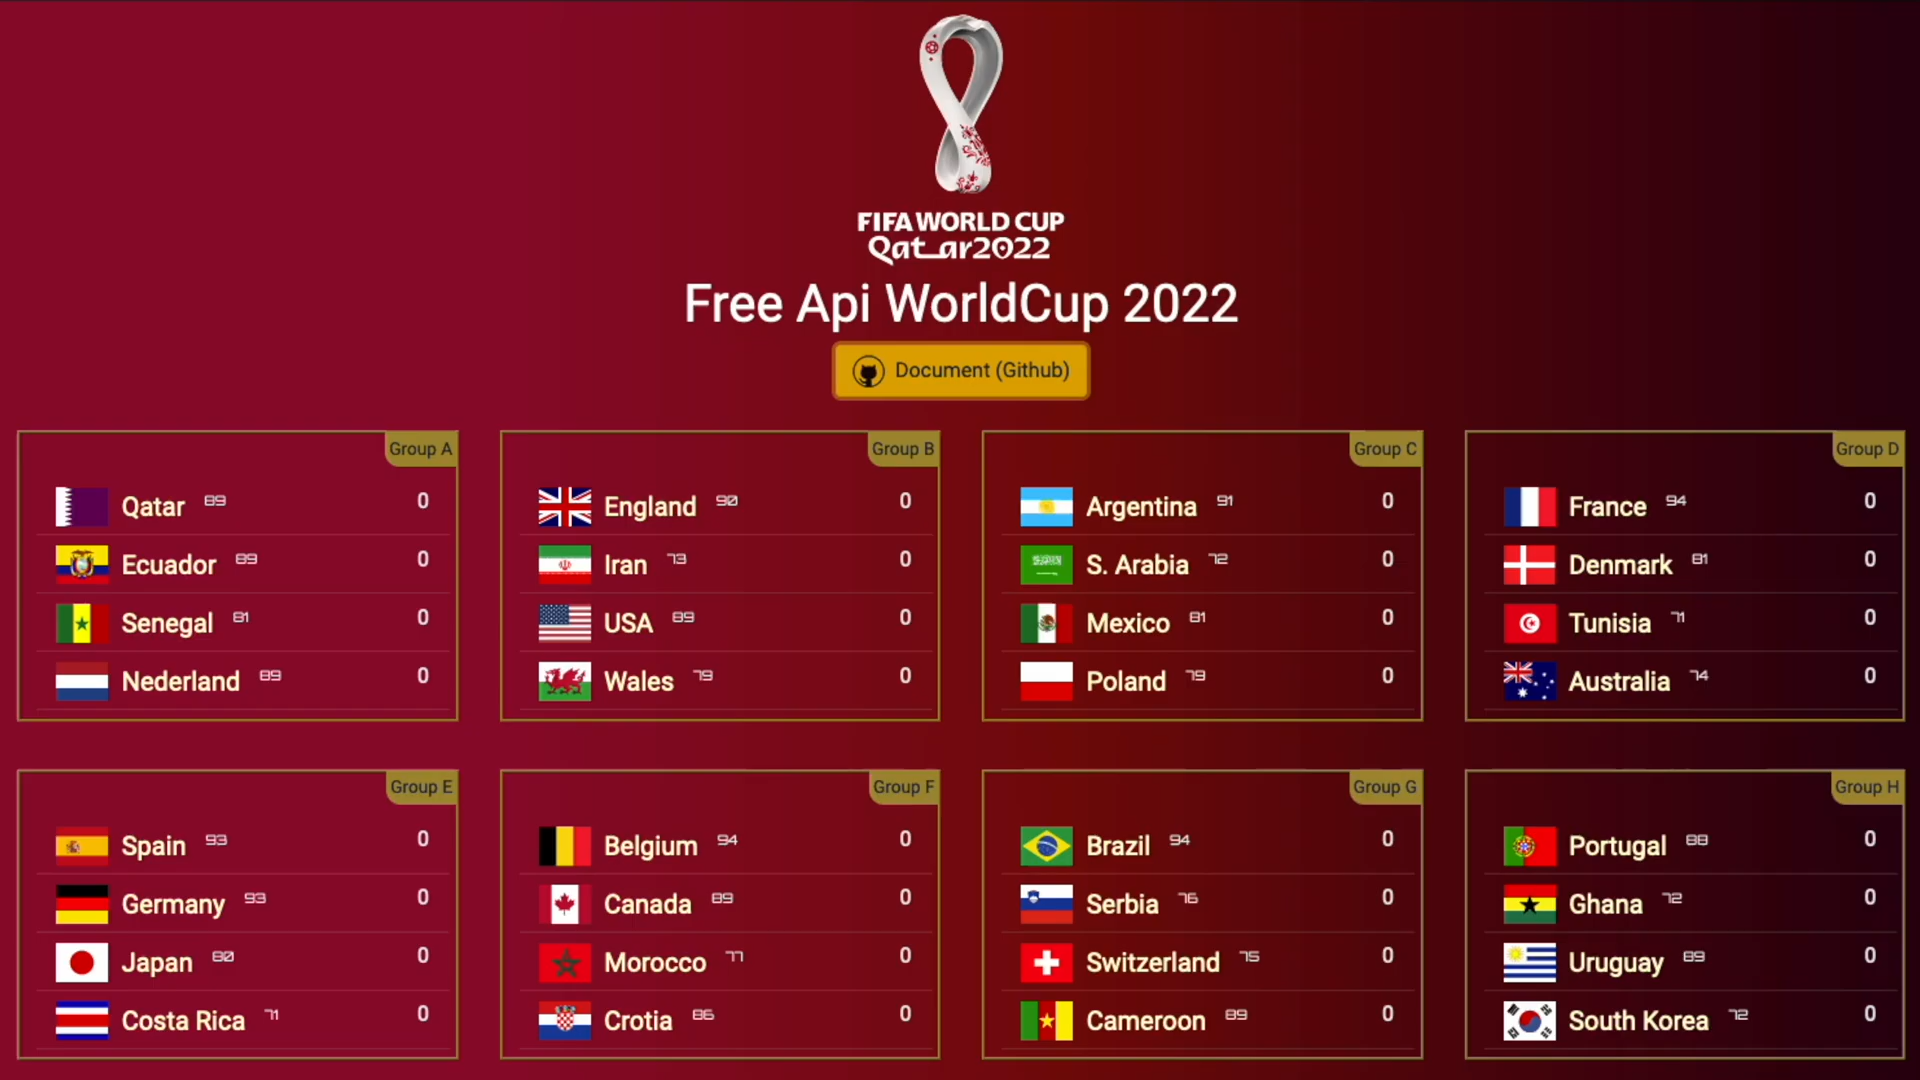 FIFA WORLD CUP
Qatar2022
Free Api WorldCup 2022
Document (Github)
Group A
Qatar 89 0
Ecuador 89 0
Senegal 81 0
Nederland 89 0
Group B
England 90 0
Iran 73 0
USA 89 0
Wales 79 0
Group C
Argentina 91 0
S. Arabia 72 0
Mexico 81 0
Poland 79 0
Group D
France 94 0
Denmark 81 0
Tunisia 71 0
Australia 74 0
Group E
Spain 93 0
Germany 93 0
Japan 80 0
Costa Rica 71 0
Group F
Belgium 94 0
Canada 89 0
Morocco 77 0
Crotia 86 0
Group G
Brazil 94 0
Serbia 76 0
Switzerland 75 0
Cameroon 89 0
Group H
Portugal 88 0
Ghana 72 0
Uruguay 89 0
South Korea 72 0